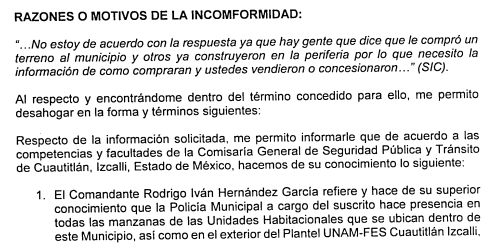 RAZONES O MOTIVOS DE LA INCOMFORMIDAD:
“…No estoy de acuerdo con la respuesta ya que hay gente que dice que le compró un
terreno al municipio y otros ya construyeron en la periferia por lo que necesito la
información de como compraran y ustedes vendieron o concesionaron…” (SIC).
Al respecto y encontrándome dentro del término concedido para ello, me permito
desahogar en la forma y términos siguientes:
Respecto de la información solicitada, me permito informarle que de acuerdo a las
competencias y facultades de la Comisaría General de Seguridad Pública y Tránsito
de Cuautitlán, Izcalli, Estado de México, hacemos de su conocimiento lo siguiente:
1. El Comandante Rodrigo Iván Hernández García refiere y hace de su superior
conocimiento que la Policía Municipal a cargo del suscrito hace presencia en
todas las manzanas de las Unidades Habitacionales que se ubican dentro de
este Municipio, así como en el exterior del Plantel UNAM-FES Cuautitlán Izcalli,